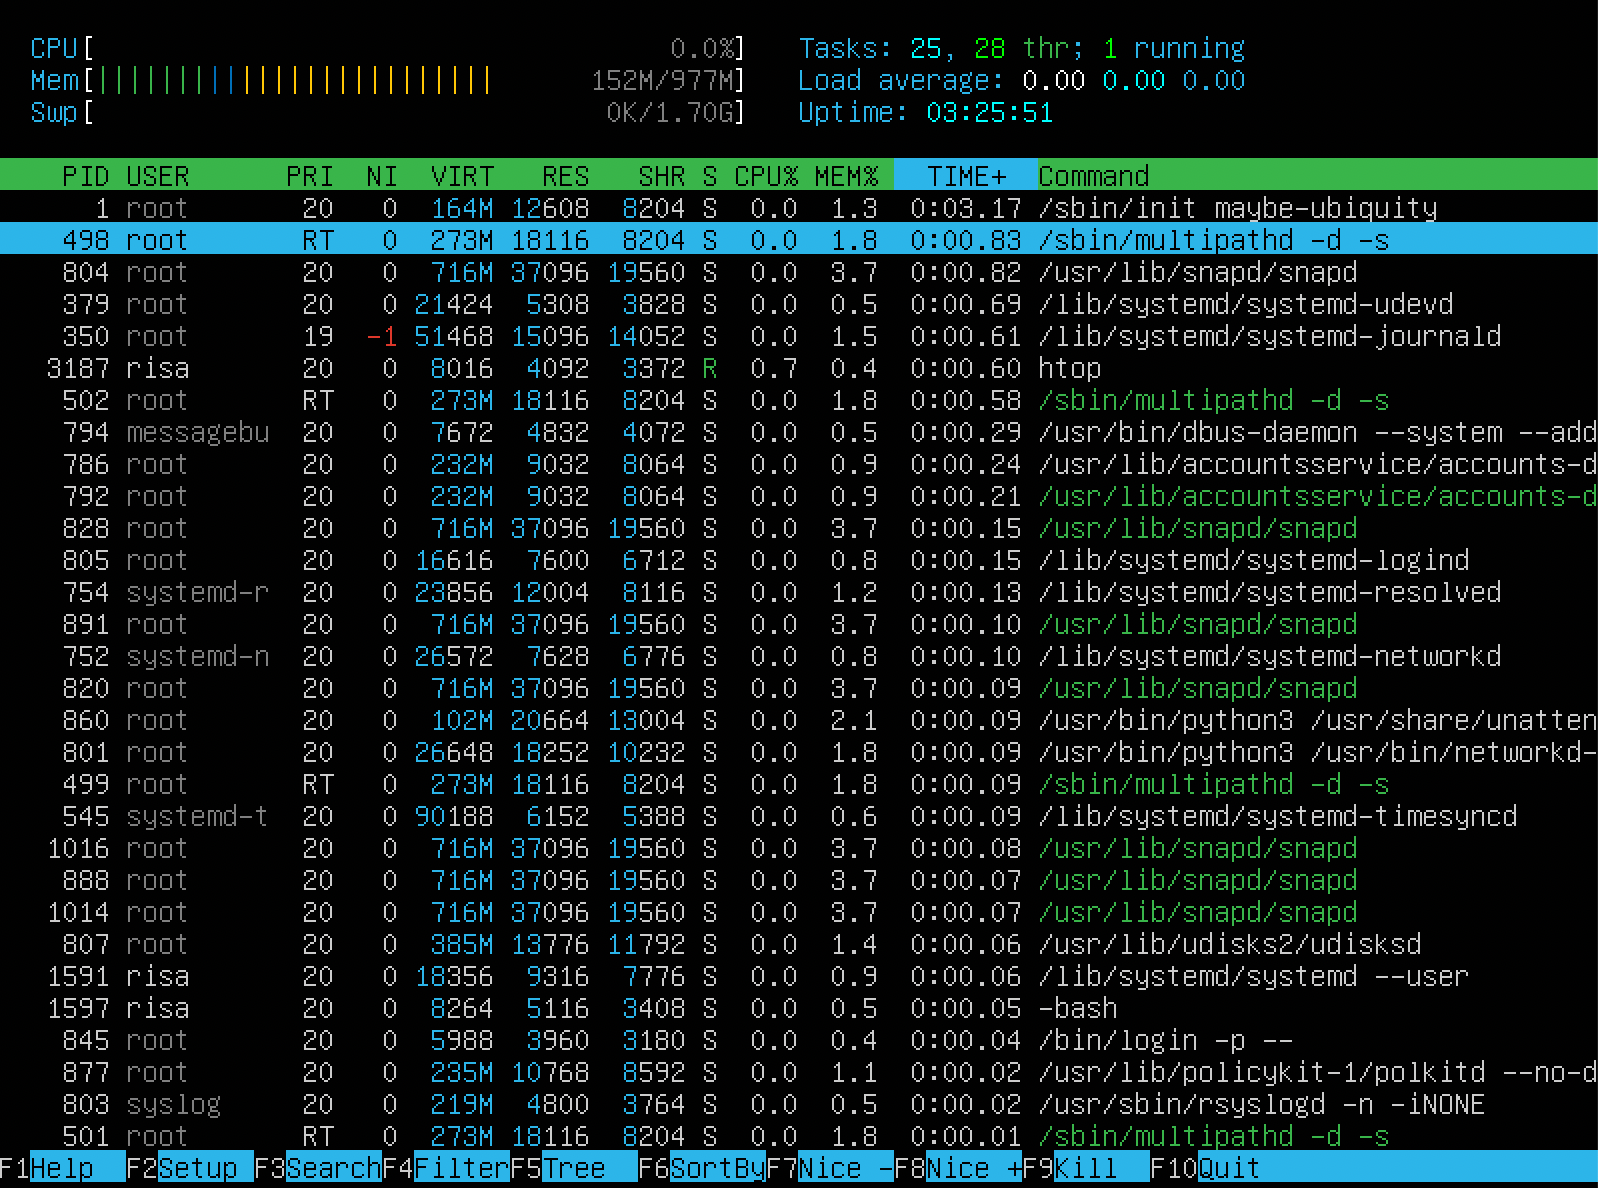 CPU[ 0.0%] Tasks: 25, 28 thr; 1 running
Mem[||||||||||||||||||||||||| 152M/977M] Load average: 0.00 0.00 0.00
Swp[ 0K/1.70G] Uptime: 03:25:51
PID USER PRI NI VIRT RES SHR S CPU% MEM% TIME+ Command
1 root 20 0 164M 12608 8204 S 0.0 1.3 0:03.17 /sbin/init maybe-ubiquity
498 root RT 0 273M 18116 8204 S 0.0 1.8 0:00.83 /sbin/multipathd -d -s
804 root 20 0 716M 37096 19560 S 0.0 3.7 0:00.82 /usr/lib/snapd/snapd
379 root 20 0 21424 5308 3828 S 0.0 0.5 0:00.69 /lib/systemd/systemd-udevd
350 root 19 -1 51468 15096 14052 S 0.0 1.5 0:00.61 /lib/systemd/systemd-journald
3187 risa 20 0 8016 4092 3372 R 0.7 0.4 0:00.60 htop
502 root RT 0 273M 18116 8204 S 0.0 1.8 0:00.58 /sbin/multipathd -d -s
794 messagebu 20 0 7672 4832 4072 S 0.0 0.5 0:00.29 /usr/bin/dbus-daemon --system --add
786 root 20 0 232M 9032 8064 S 0.0 0.9 0:00.24 /usr/lib/accountsservice/accounts-d
792 root 20 0 232M 9032 8064 S 0.0 0.9 0:00.21 /usr/lib/accountsservice/accounts-d
828 root 20 0 716M 37096 19560 S 0.0 3.7 0:00.15 /usr/lib/snapd/snapd
805 root 20 0 16616 7600 6712 S 0.0 0.8 0:00.15 /lib/systemd/systemd-logind
754 systemd-r 20 0 23856 12004 8116 S 0.0 1.2 0:00.13 /lib/systemd/systemd-resolved
891 root 20 0 716M 37096 19560 S 0.0 3.7 0:00.10 /usr/lib/snapd/snapd
752 systemd-n 20 0 26572 7628 6776 S 0.0 0.8 0:00.10 /lib/systemd/systemd-networkd
820 root 20 0 716M 37096 19560 S 0.0 3.7 0:00.09 /usr/lib/snapd/snapd
860 root 20 0 102M 20664 13004 S 0.0 2.1 0:00.09 /usr/bin/python3 /usr/share/unatten
801 root 20 0 26648 18252 10232 S 0.0 1.8 0:00.09 /usr/bin/python3 /usr/bin/networkd-
499 root RT 0 273M 18116 8204 S 0.0 1.8 0:00.09 /sbin/multipathd -d -s
545 systemd-t 20 0 90188 6152 5388 S 0.0 0.6 0:00.09 /lib/systemd/systemd-timesyncd
1016 root 20 0 716M 37096 19560 S 0.0 3.7 0:00.08 /usr/lib/snapd/snapd
888 root 20 0 716M 37096 19560 S 0.0 3.7 0:00.07 /usr/lib/snapd/snapd
1014 root 20 0 716M 37096 19560 S 0.0 3.7 0:00.07 /usr/lib/snapd/snapd
807 root 20 0 385M 13776 11792 S 0.0 1.4 0:00.06 /usr/lib/udisks2/udisksd
1591 risa 20 0 18356 9316 7776 S 0.0 0.9 0:00.06 /lib/systemd/systemd --user
1597 risa 20 0 8264 5116 3408 S 0.0 0.5 0:00.05 -bash
845 root 20 0 5988 3960 3180 S 0.0 0.4 0:00.04 /bin/login -p --
877 root 20 0 235M 10768 8592 S 0.0 1.1 0:00.02 /usr/lib/policykit-1/polkitd --no-d
803 syslog 20 0 219M 4800 3764 S 0.0 0.5 0:00.02 /usr/sbin/rsyslogd -n -iNONE
501 root RT 0 273M 18116 8204 S 0.0 1.8 0:00.01 /sbin/multipathd -d -s
F1Help F2Setup F3SearchF4FilterF5Tree F6SortByF7Nice -F8Nice +F9Kill F10Quit